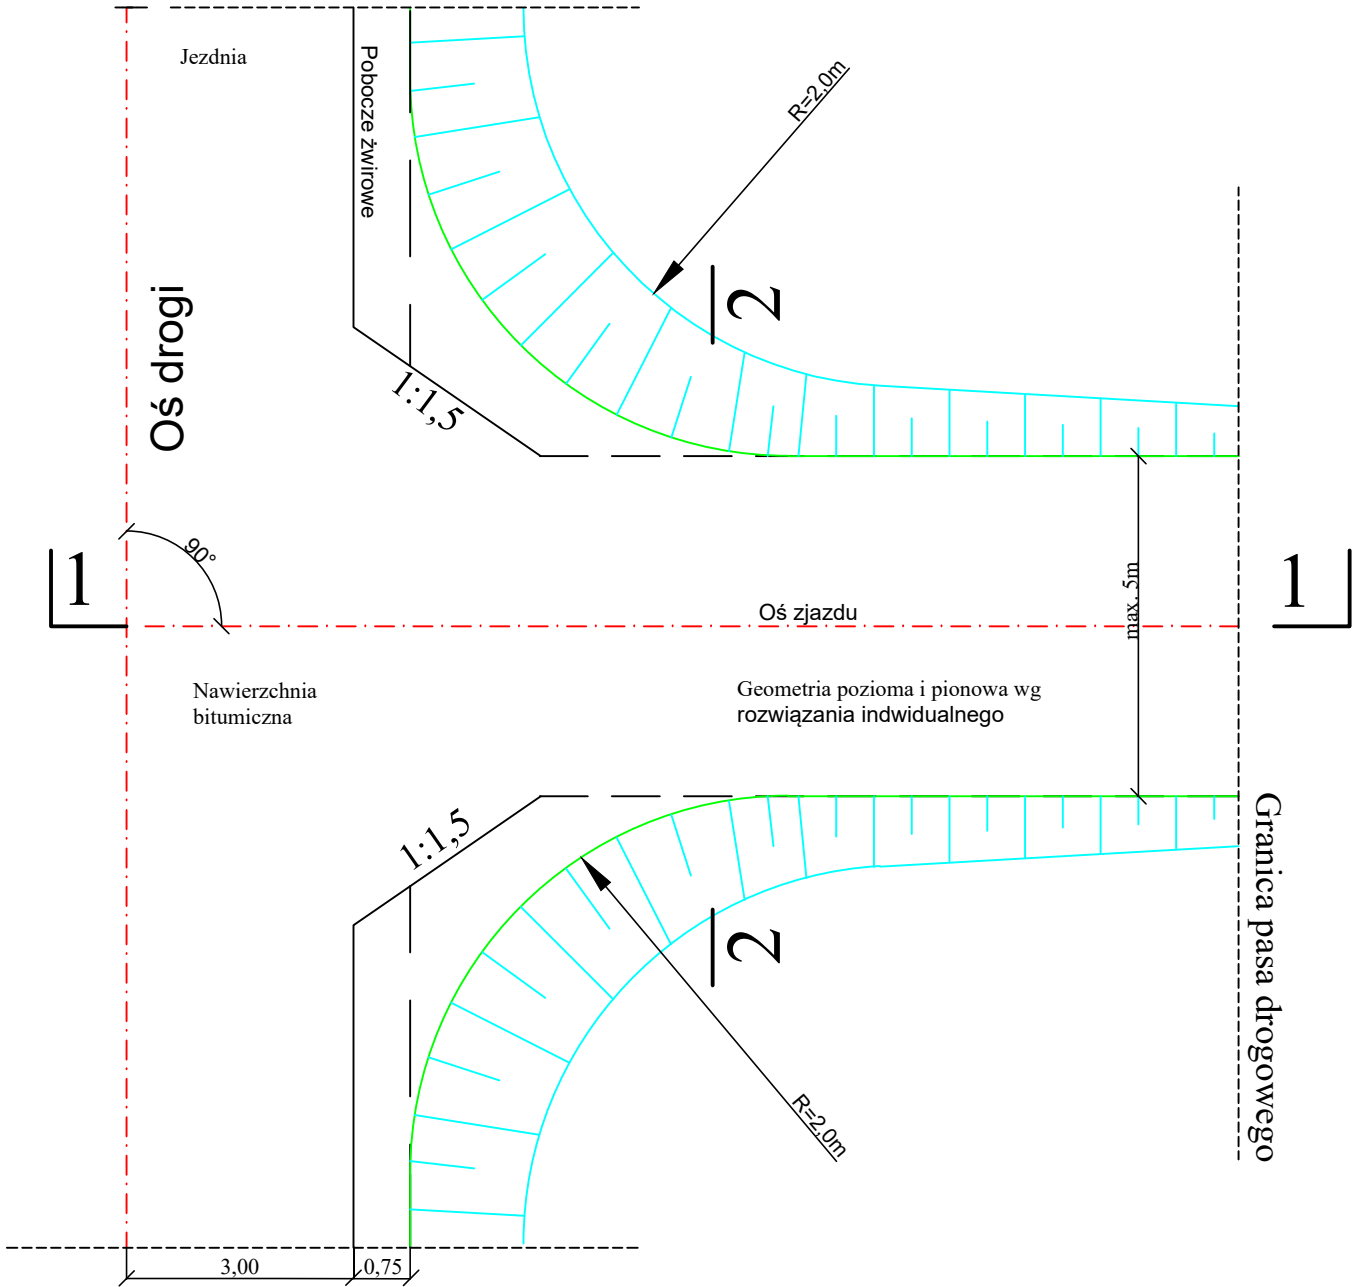 Jezdnia
Pobocze żwirowe
R=2,0m
2
Oś drogi
1:1,5
90°
1
1
max. 5m
Oś zjazdu
Nawierzchnia
bitumiczna
Geometria pozioma i pionowa wg
rozwiązania indwidualnego
1:1,5
2
Granica pasa drogowego
R=2,0m
3,00
0,75